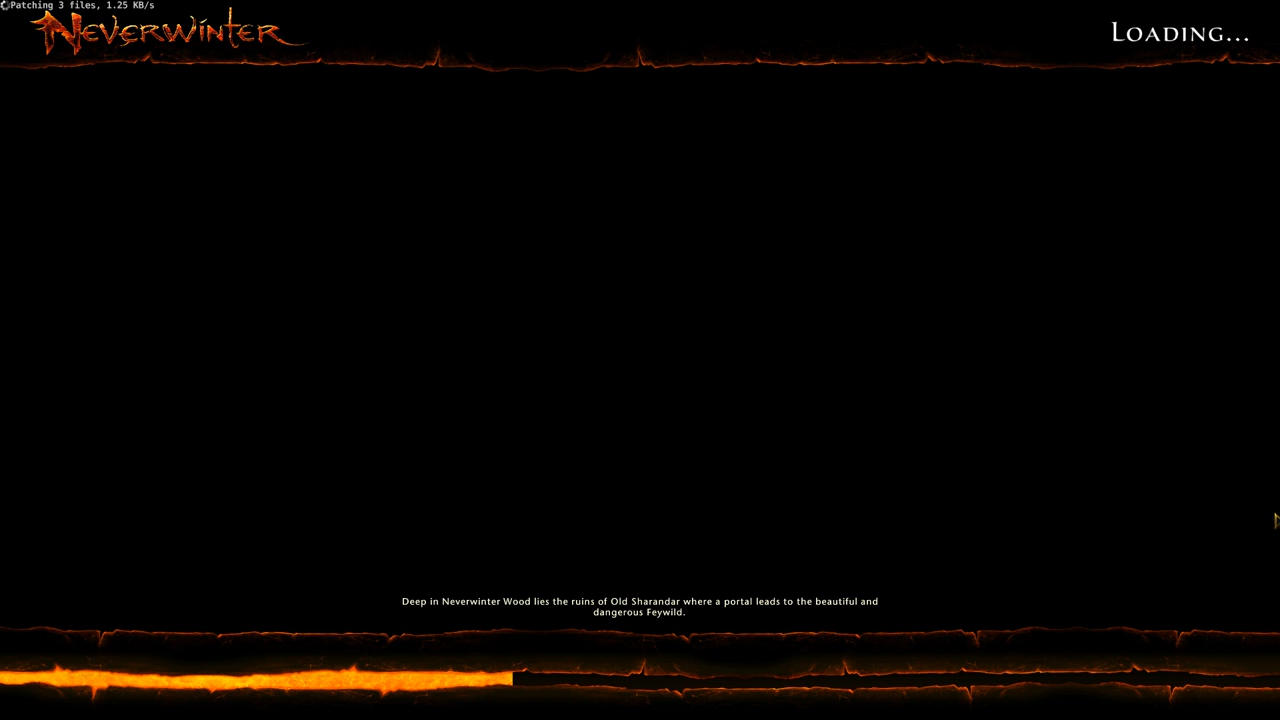 Patching 3 files, 1.25 KB/s
NEVERWINTER
LOADING...
Deep in Neverwinter Wood lies the ruins of Old Sharandar where a portal leads to the beautiful and
dangerous Feywild.